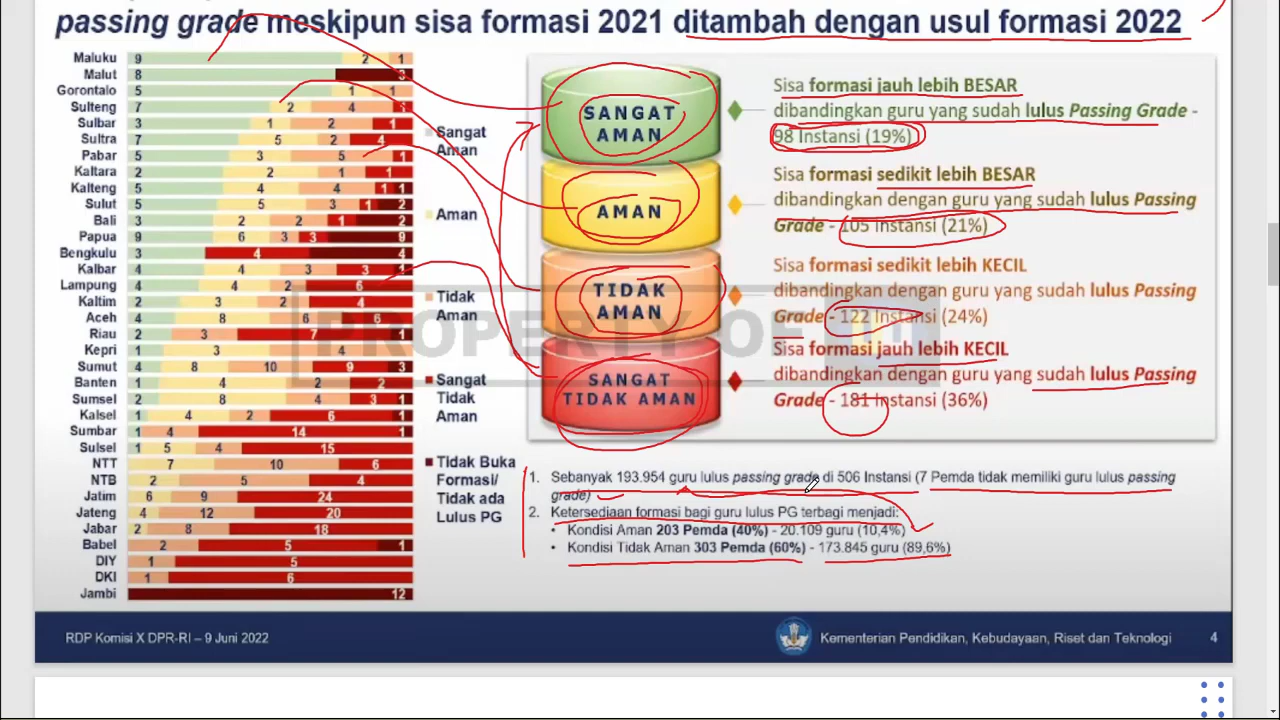 passing grade meskipun sisa formasi 2021 ditambah dengan usul formasi 2022
Maluku 9 2 1
Malut 8 3
Gorontalo 5 1 1
Sulteng 7 2 4
Sulbar 3 1 2 1
Sultra 7 5 2 4
Pabar 5 3 5 1
Kaltara 2 2 1 1
Kalteng 5 4 4 1 1
Sulut 5 5 3 1 2
Bali 3 2 2 1 2
Papua 9 6 3 3 9
Bengkulu 4 4
Kalbar 4 4 3 3
Lampung 4 4 2 6
Kaltim 2 3 2 4
Aceh 4 8 6 6
Riau 2 3 7 1
Kepri 1 3 4
Sumut 4 8 10 9 3
Banten 1 4 2 2
Sumsel 2 8 4 3 1
Kalsel 1 4 2 6 1
Sumbar 1 4 14 1
Sulsel 1 5 4 15
NTT 7 10 6
NTB 2 5 4
Jatim 6 9 24
Jateng 4 12 20
Jabar 2 8 18
Babel 2 5 1
DIY 1 5
DKI 1 6
Jambi 12
Sangat
Aman
Aman
Tidak
Aman
Sangat
Tidak
Aman
Tidak Buka
Formasi/
Tidak ada
Lulus PG
SANGAT
AMAN
AMAN
TIDAK
AMAN
SANGAT
TIDAK AMAN
Sisa formasi jauh lebih BESAR
dibandingkan guru yang sudah lulus Passing Grade -
98 Instansi (19%)
Sisa formasi sedikit lebih BESAR
dibandingkan dengan guru yang sudah lulus Passing
Grade - 105 Instansi (21%)
Sisa formasi sedikit lebih KECIL
dibandingkan dengan guru yang sudah lulus Passing
Grade - 122 Instansi (24%)
Sisa formasi jauh lebih KECIL
dibandingkan dengan guru yang sudah lulus Passing
Grade - 181 Instansi (36%)
PROPERTY OF
1. Sebanyak 193.954 guru lulus passing grade di 506 Instansi (7 Pemda tidak memiliki guru lulus passing
grade)
2. Ketersediaan formasi bagi guru lulus PG terbagi menjadi:
• Kondisi Aman 203 Pemda (40%) - 20.109 guru (10,4%)
• Kondisi Tidak Aman 303 Pemda (60%) - 173.845 guru (89,6%)
RDP Komisi X DPR-RI – 9 Juni 2022
Kementerian Pendidikan, Kebudayaan, Riset dan Teknologi 4